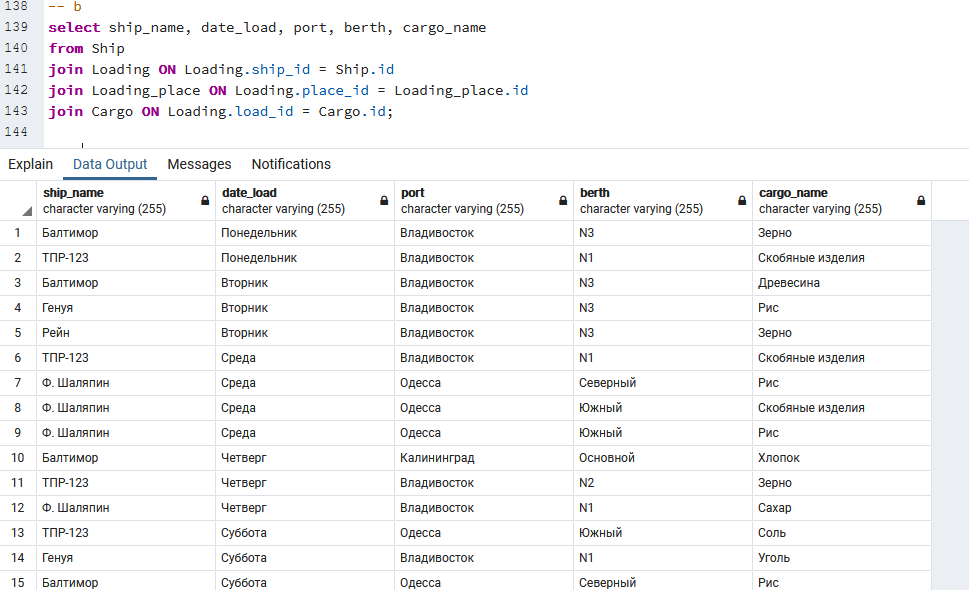 138 -- b
139 select ship_name, date_load, port, berth, cargo_name
140 from Ship
141 join Loading ON Loading.ship_id = Ship.id
142 join Loading_place ON Loading.place_id = Loading_place.id
143 join Cargo ON Loading.load_id = Cargo.id;
144
Explain Data Output Messages Notifications
ship_name date_load port berth cargo_name
character varying (255) character varying (255) character varying (255) character varying (255) character varying (255)
1 Балтимор Понедельник Владивосток N3 Зерно
2 ТПР-123 Понедельник Владивосток N1 Скобяные изделия
3 Балтимор Вторник Владивосток N3 Древесина
4 Генуя Вторник Владивосток N3 Рис
5 Рейн Вторник Владивосток N3 Зерно
6 ТПР-123 Среда Владивосток N1 Скобяные изделия
7 Ф. Шаляпин Среда Одесса Северный Рис
8 Ф. Шаляпин Среда Одесса Южный Скобяные изделия
9 Ф. Шаляпин Среда Одесса Южный Рис
10 Балтимор Четверг Калининград Основной Хлопок
11 ТПР-123 Четверг Владивосток N2 Зерно
12 Ф. Шаляпин Четверг Владивосток N1 Сахар
13 ТПР-123 Суббота Одесса Южный Соль
14 Генуя Суббота Владивосток N1 Уголь
15 Балтимор Суббота Одесса Северный Рис